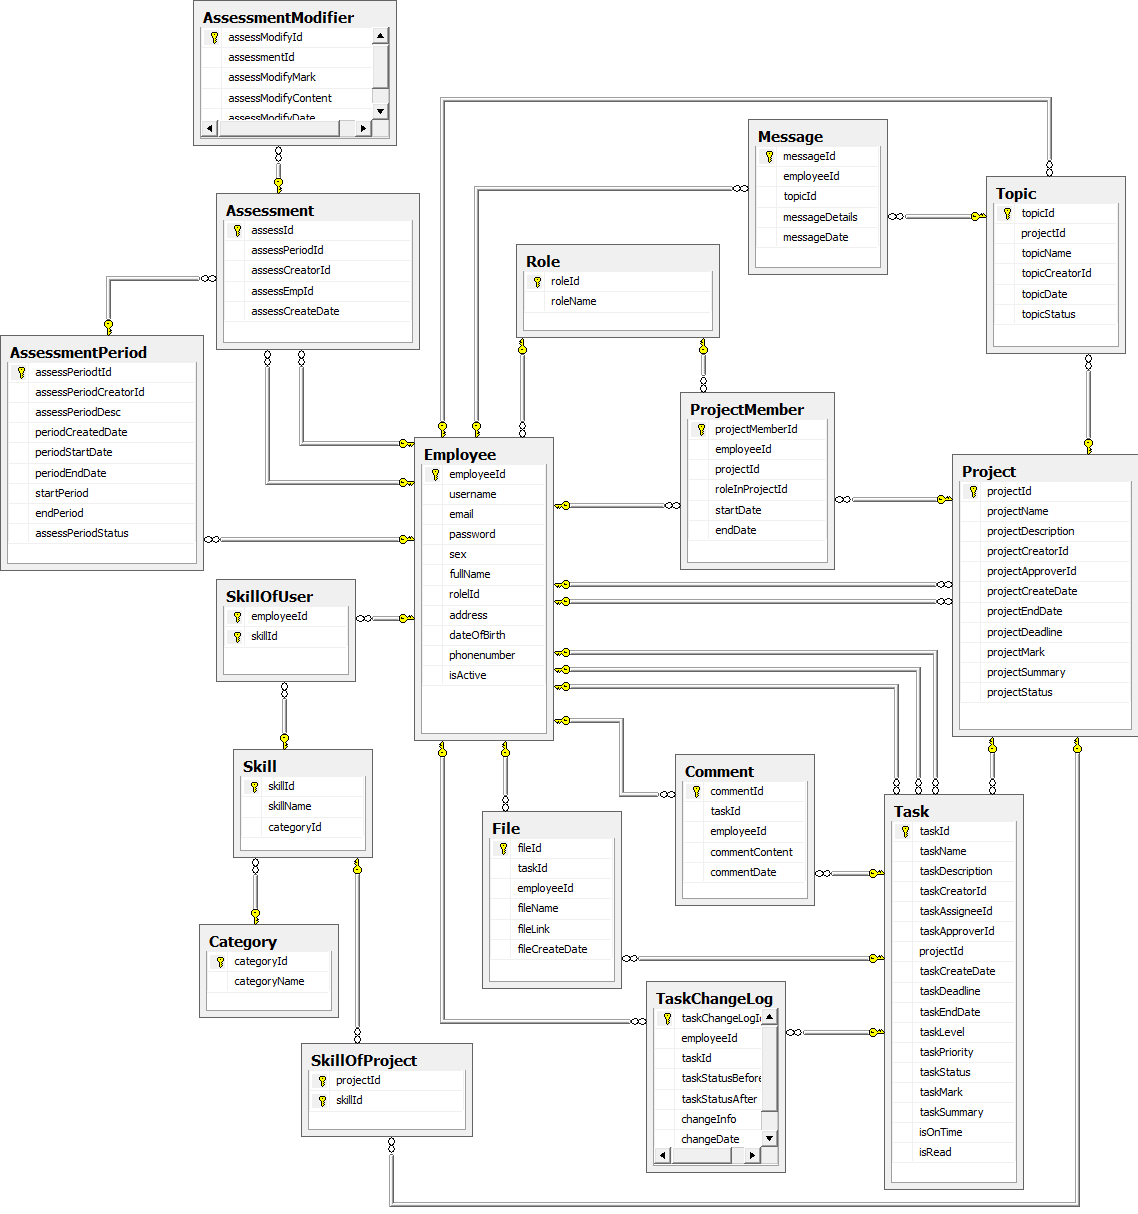 AssessmentModifier
assessModifyId
assessmentId
assessModifyMark
assessModifyContent
assessModifyDate
Assessment
assessId
assessPeriodId
assessCreatorId
assessEmpId
assessCreateDate
AssessmentPeriod
assessPeriodtId
assessPeriodCreatorId
assessPeriodDesc
periodCreatedDate
periodStartDate
periodEndDate
startPeriod
endPeriod
assessPeriodStatus
Message
messageId
employeeId
topicId
messageDetails
messageDate
Topic
topicId
projectId
topicName
topicCreatorId
topicDate
topicStatus
Role
roleId
roleName
ProjectMember
projectMemberId
employeeId
projectId
roleInProjectId
startDate
endDate
Employee
employeeId
username
email
password
sex
fullName
roleId
address
dateOfBirth
phonenumber
isActive
Project
projectId
projectName
projectDescription
projectCreatorId
projectApproverId
projectCreateDate
projectEndDate
projectDeadline
projectMark
projectSummary
projectStatus
SkillOfUser
employeeId
skillId
Skill
skillId
skillName
categoryId
Category
categoryId
categoryName
SkillOfProject
projectId
skillId
File
fileId
taskId
employeeId
fileName
fileLink
fileCreateDate
Comment
commentId
taskId
employeeId
commentContent
commentDate
TaskChangeLog
taskChangeLogId
employeeId
taskId
taskStatusBefore
taskStatusAfter
changeInfo
changeDate
Task
taskId
taskName
taskDescription
taskCreatorId
taskAssigneeId
taskApproverId
projectId
taskCreateDate
taskDeadline
taskEndDate
taskLevel
taskPriority
taskStatus
taskMark
taskSummary
isOnTime
isRead